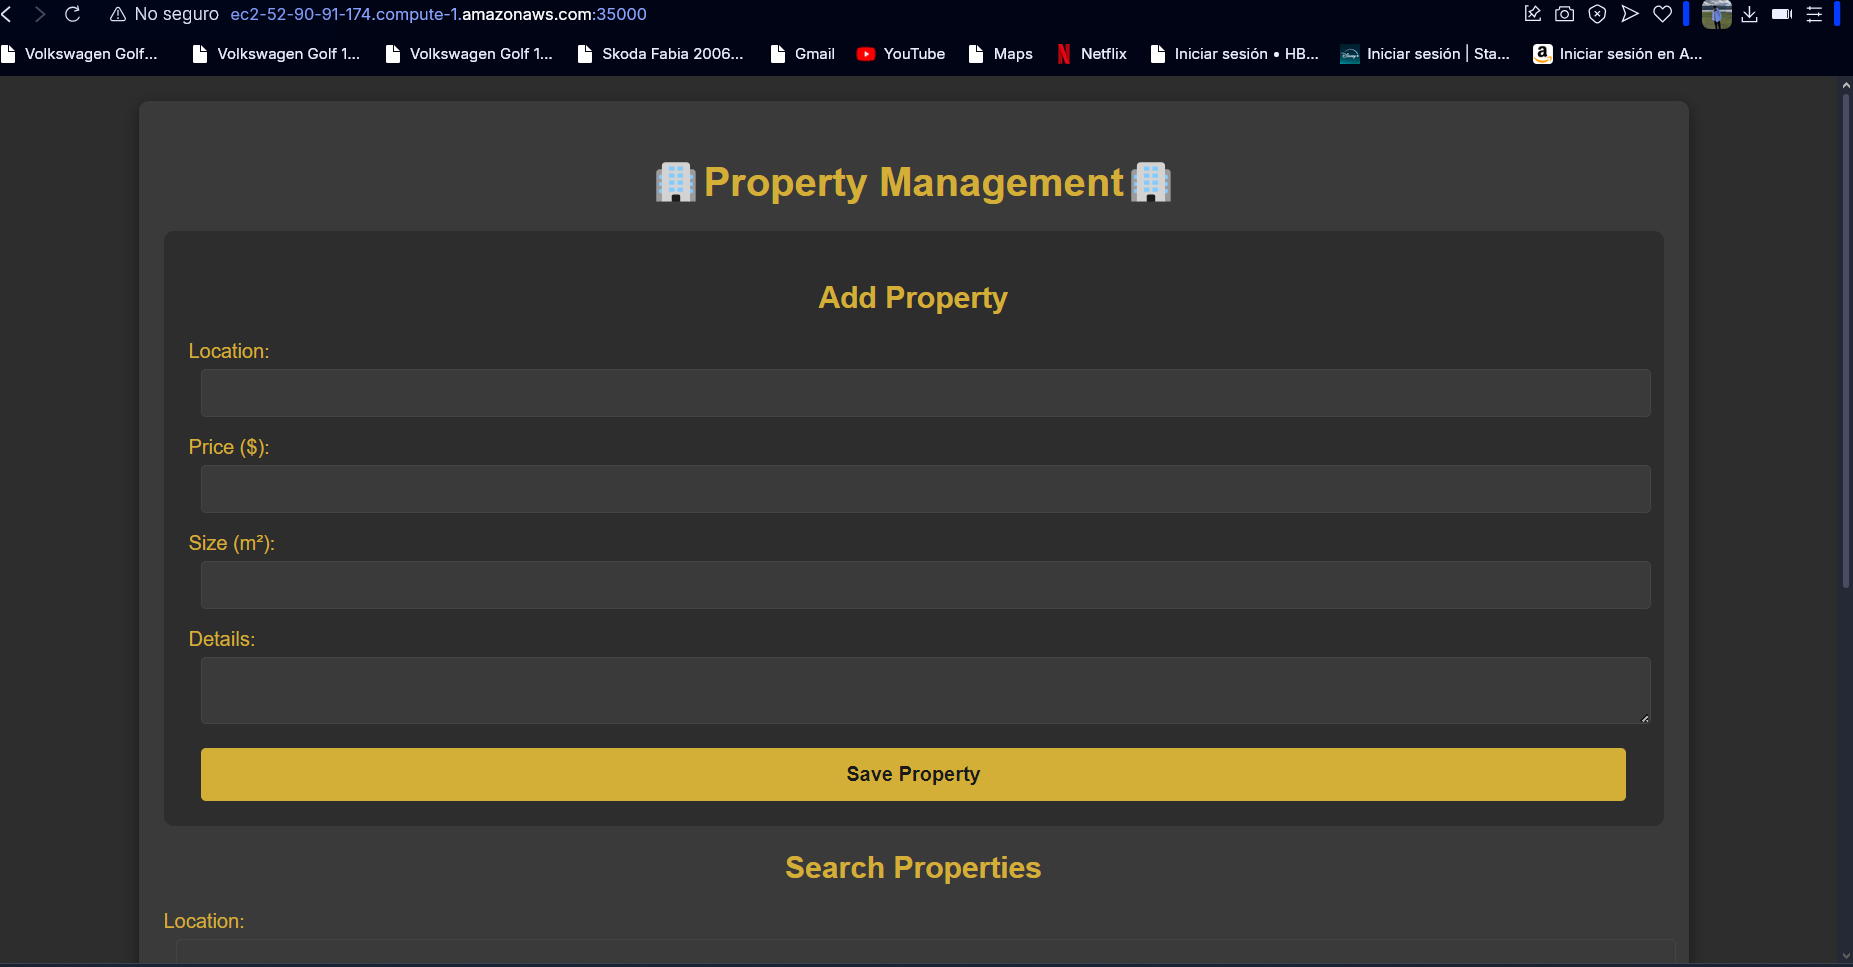 No seguro ec2-52-90-91-174.compute-1.amazonaws.com:35000
Volkswagen Golf... Volkswagen Golf 1... Volkswagen Golf 1... Skoda Fabia 2006... Gmail YouTube Maps Netflix Iniciar sesión • HB... Iniciar sesión | Sta... Iniciar sesión en A...
Property Management
Add Property
Location:
Price ($):
Size (m²):
Details:
Save Property
Search Properties
Location: